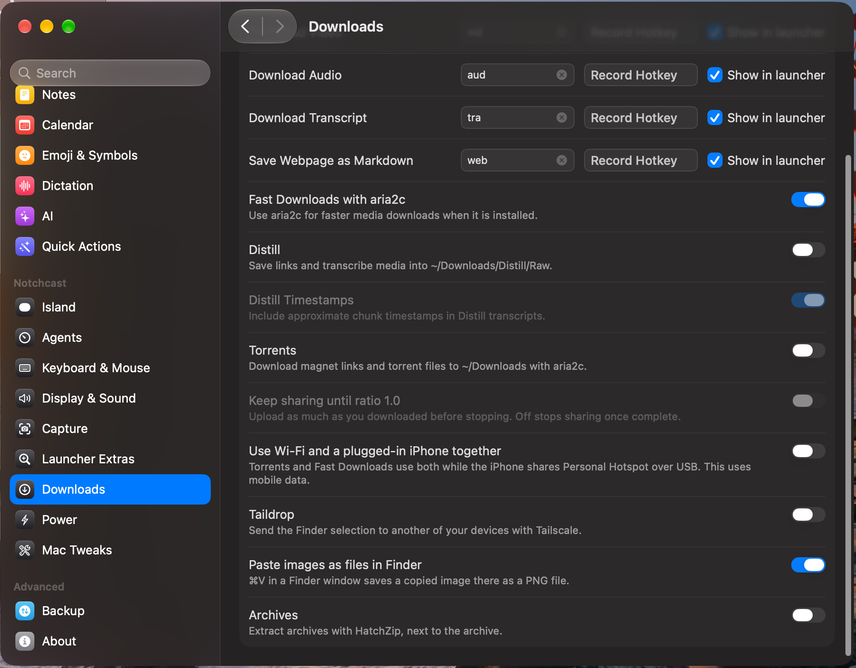 Downloads
Search
Notes
Calendar
Emoji & Symbols
Dictation
AI
Quick Actions
Notchcast
Island
Agents
Keyboard & Mouse
Display & Sound
Capture
Launcher Extras
Downloads
Power
Mac Tweaks
Advanced
Backup
About
Record Hotkey
Show in launcher
Download Audio
aud
Record Hotkey
Show in launcher
Download Transcript
tra
Record Hotkey
Show in launcher
Save Webpage as Markdown
web
Record Hotkey
Show in launcher
Fast Downloads with aria2c
Use aria2c for faster media downloads when it is installed.
Distill
Save links and transcribe media into ~/Downloads/Distill/Raw.
Distill Timestamps
Include approximate chunk timestamps in Distill transcripts.
Torrents
Download magnet links and torrent files to ~/Downloads with aria2c.
Keep sharing until ratio 1.0
Upload as much as you downloaded before stopping. Off stops sharing once complete.
Use Wi-Fi and a plugged-in iPhone together
Torrents and Fast Downloads use both while the iPhone shares Personal Hotspot over USB. This uses
mobile data.
Taildrop
Send the Finder selection to another of your devices with Tailscale.
Paste images as files in Finder
⌘V in a Finder window saves a copied image there as a PNG file.
Archives
Extract archives with HatchZip, next to the archive.